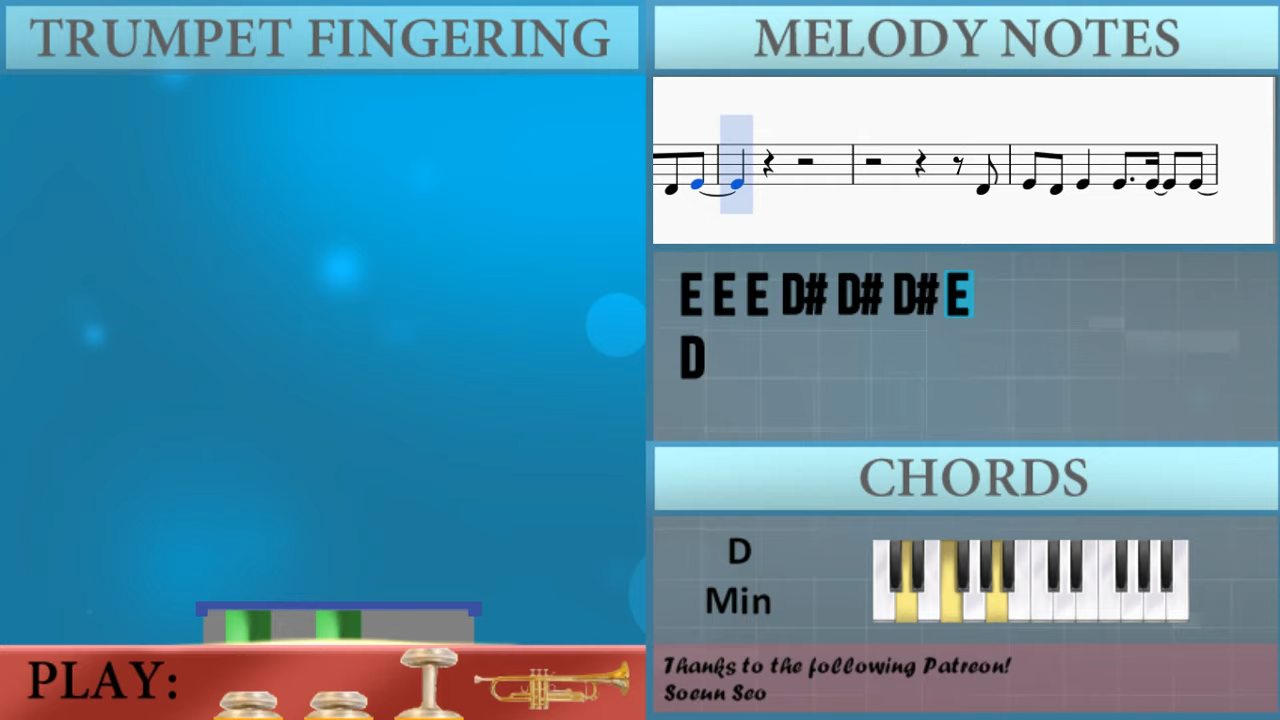 TRUMPET FINGERING
PLAY:
MELODY NOTES
E E E D# D# D# E
D
CHORDS
D
Min
Thanks to the following Patreon!
Soeun Seo